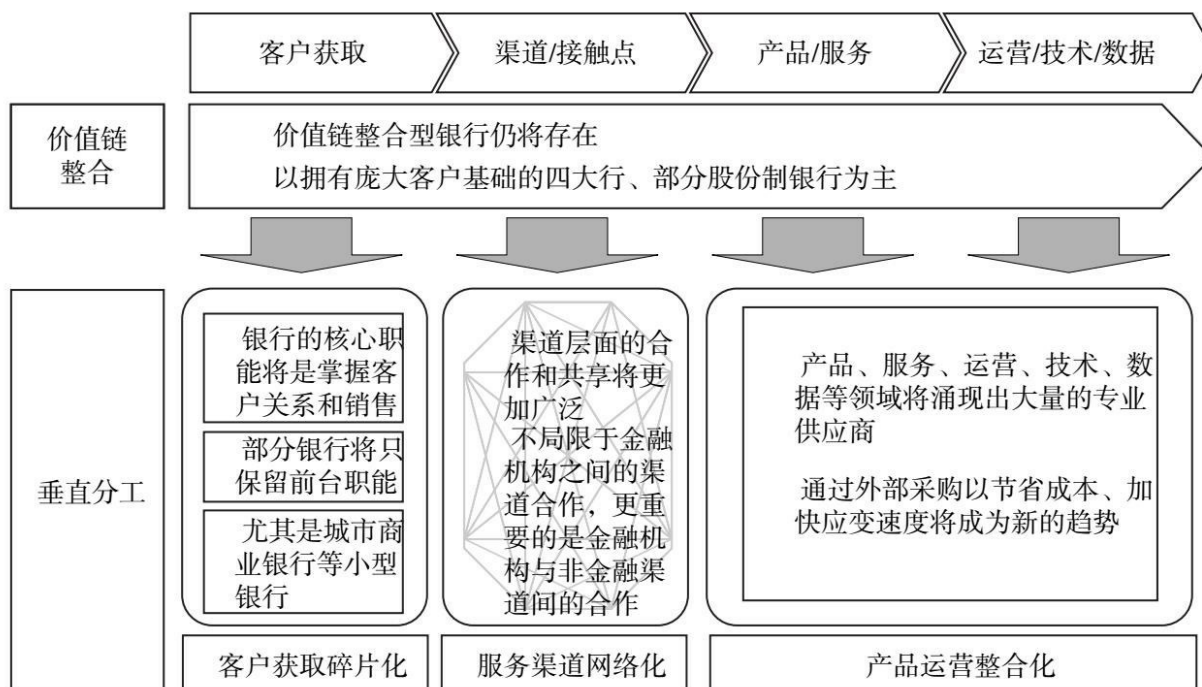 客户获取
渠道/接触点
产品/服务
运营/技术/数据
价值链
整合
价值链整合型银行仍将存在
以拥有庞大客户基础的四大行、部分股份制银行为主
垂直分工
银行的核心职
能将是掌握客
户关系和销售
部分银行将只
保留前台职能
尤其是城市商
业银行等小型
银行
渠道层面的合
作和共享将更
加广泛
不局限于金融
机构之间的渠
道合作，更重
要的是金融机
构与非金融渠
道间的合作
产品、服务、运营、技术、数
据等领域将涌现出大量的专业
供应商
通过外部采购以节省成本、加
快应变速度将成为新的趋势
客户获取碎片化
服务渠道网络化
产品运营整合化